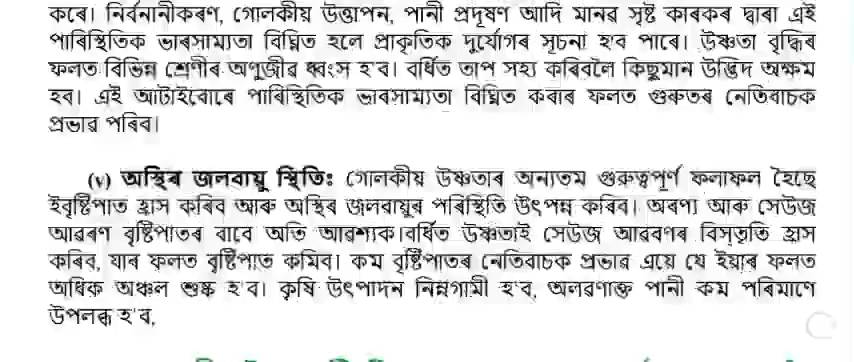 কৰে। নিৰ্বনানীকৰণ, গোলকীয় উত্তাপন, পানী প্ৰদূষণ আদি মানৱ সৃষ্ট কাৰকৰ দ্বাৰা এই
পাৰিস্থিতিক ভাৰসাম্যতা বিঘ্নিত হলে প্ৰাকৃতিক দুৰ্যোগৰ সূচনা হ'ব পাৰে। উষ্ণতা বৃদ্ধিৰ
ফলত বিভিন্ন শ্ৰেণীৰ অণুজীৱ ধ্বংস হ'ব। বৰ্ধিত তাপ সহ্য কৰিবলৈ কিছুমান উদ্ভিদ অক্ষম
হব। এই আটাইবোৰে পাৰিস্থিতিক ভাৰসাম্যতা বিঘ্নিত কৰাৰ ফলত গুৰুতৰ নেতিবাচক
প্ৰভাৱ পৰিব।
(v) অস্থিৰ জলবায়ু স্থিতিঃ গোলকীয় উষ্ণতাৰ অন্যতম গুৰুত্বপূৰ্ণ ফলাফল হৈছে
ইবৃষ্টিপাত হ্ৰাস কৰিব আৰু অস্থিৰ জলবায়ুৰ পৰিস্থিতি উৎপন্ন কৰিব। অৰণ্য আৰু সেউজ
আৱৰণ বৃষ্টিপাতৰ বাবে অতি আৱশ্যক।বৰ্ধিত উষ্ণতাই সেউজ আৱৰণৰ বিস্তৃতি হ্ৰাস
কৰিব, যাৰ ফলত বৃষ্টিপাত কমিব। কম বৃষ্টিপাতৰ নেতিবাচক প্ৰভাৱ এয়ে যে ইয়াৰ ফলত
অধিক অঞ্চল শুষ্ক হ'ব। কৃষি উৎপাদন নিম্নগামী হ'ব, অলৱণাক্ত পানী কম পৰিমাণে
উপলব্ধ হ'ব,